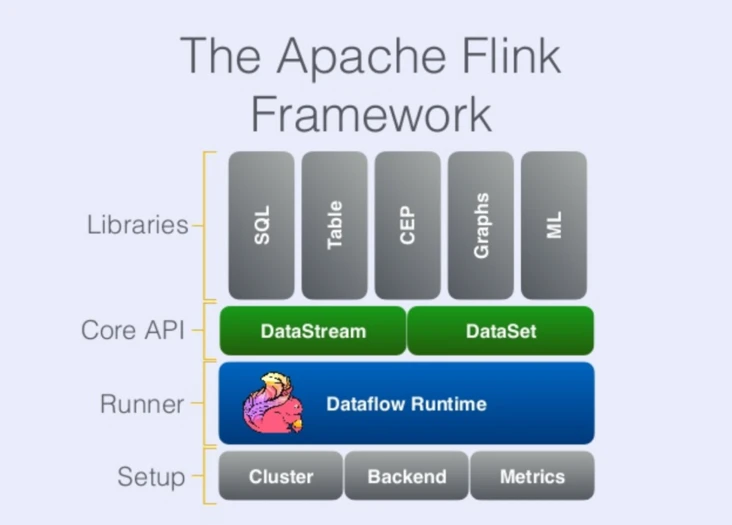 The Apache Flink
Framework
Libraries
SQL
Table
CEP
Graphs
ML
Core API
DataStream
DataSet
Runner
Dataflow Runtime
Setup
Cluster
Backend
Metrics